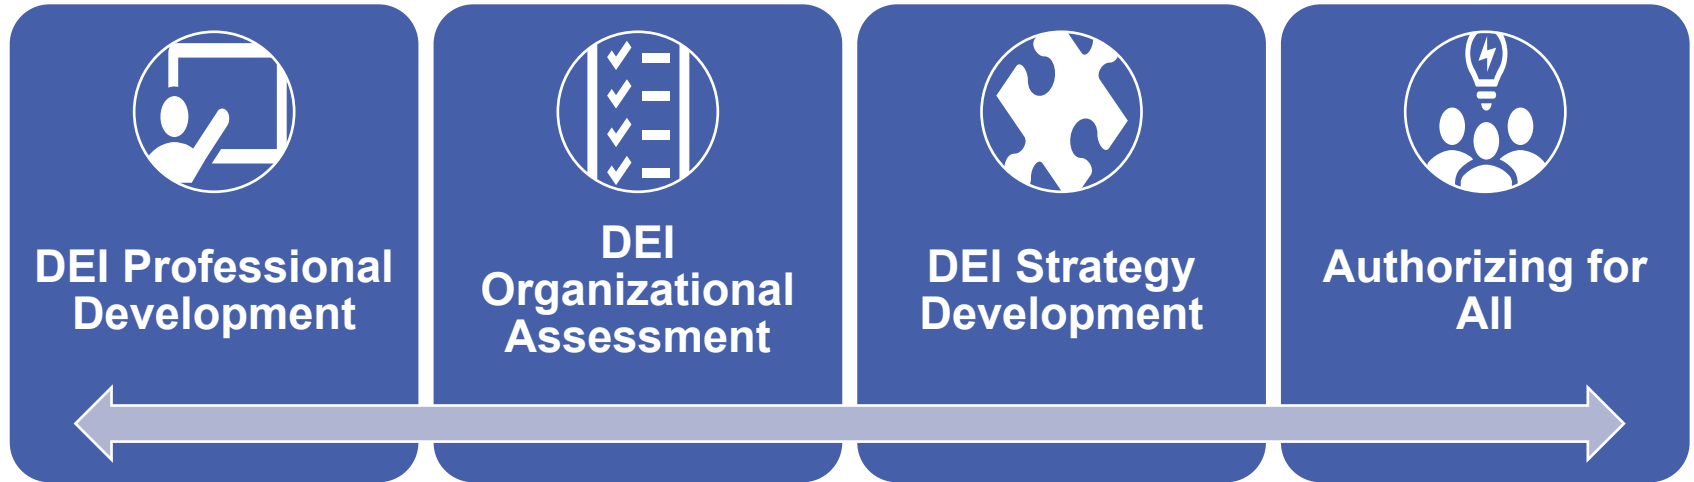 DEI Professional
Development
DEI
Organizational
Assessment
DEI Strategy
Development
Authorizing for
All